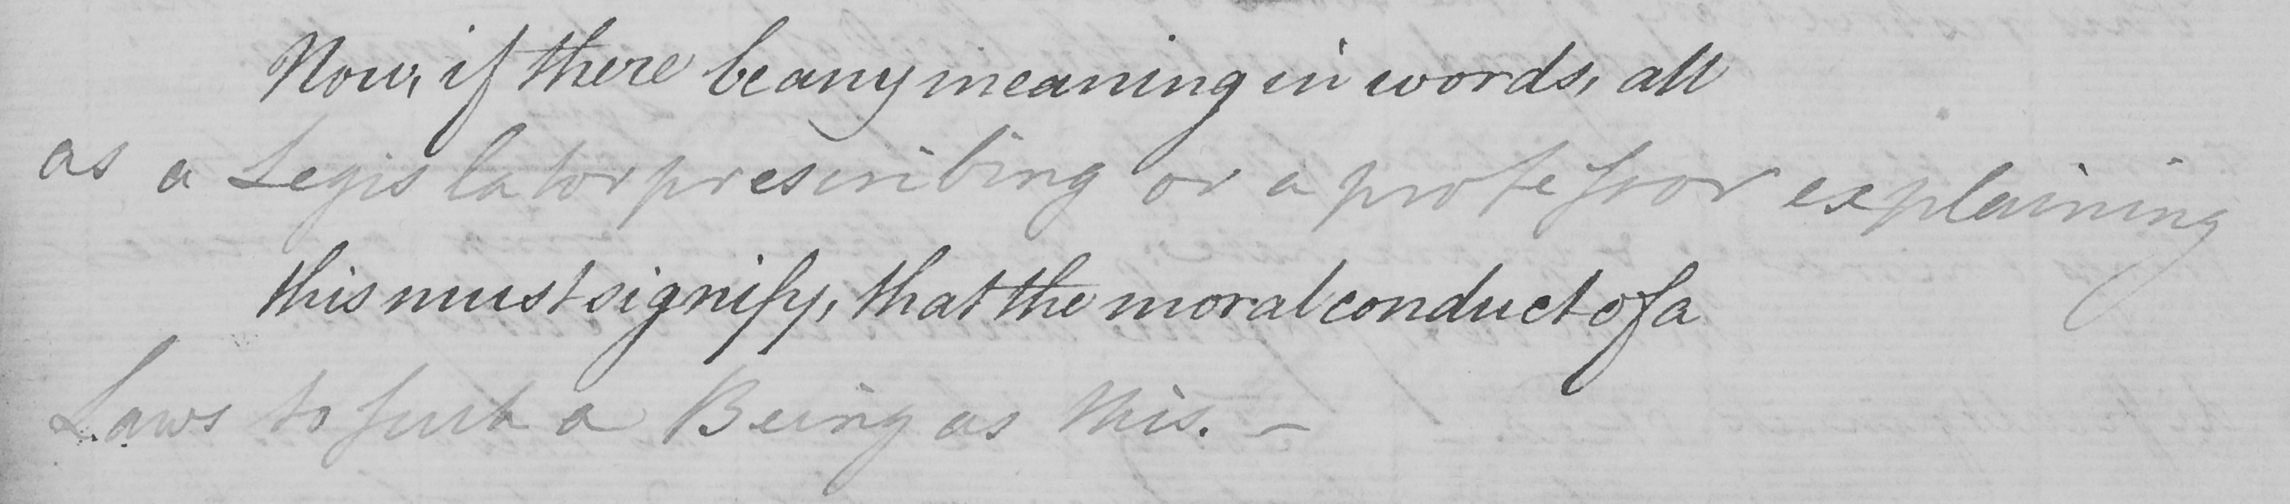 Now, if there be any meaning in words, all
as a Legislator prescribing or a professor explaining
this must signify, that the moral conduct of a
Laws to such a Being as this. –